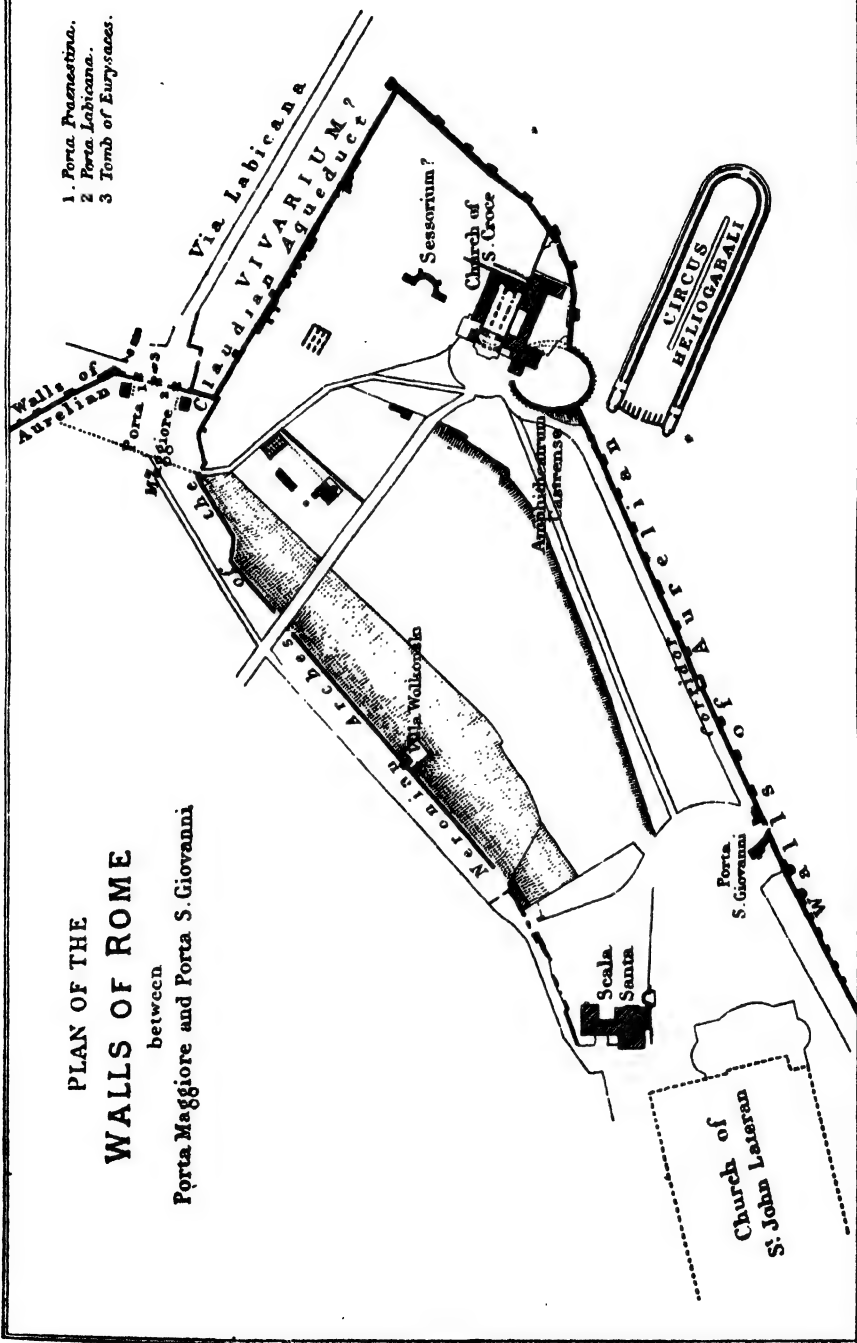 PLAN OF THE
WALLS OF ROME
between
Porta Maggiore and Porta S. Giovanni
1. Porta Praenestina.
2 Porta Labicana.
3 Tomb of Eurysaces.
Walls of
Aurelian
Porta 1
Maggiore 2
3
Via Labicana
VIVARIUM?
Claudian Aqueduct
Sessorium?
Church of
S. Croce
CIRCUS
HELIOGABALI
Amphitheatrum
Castrense
Neronian Arches of the
Villa Wolkonski
Corridor
Walls of Aurelian
Porta
S. Giovanni
Scala
Santa
Church of
St. John Lateran